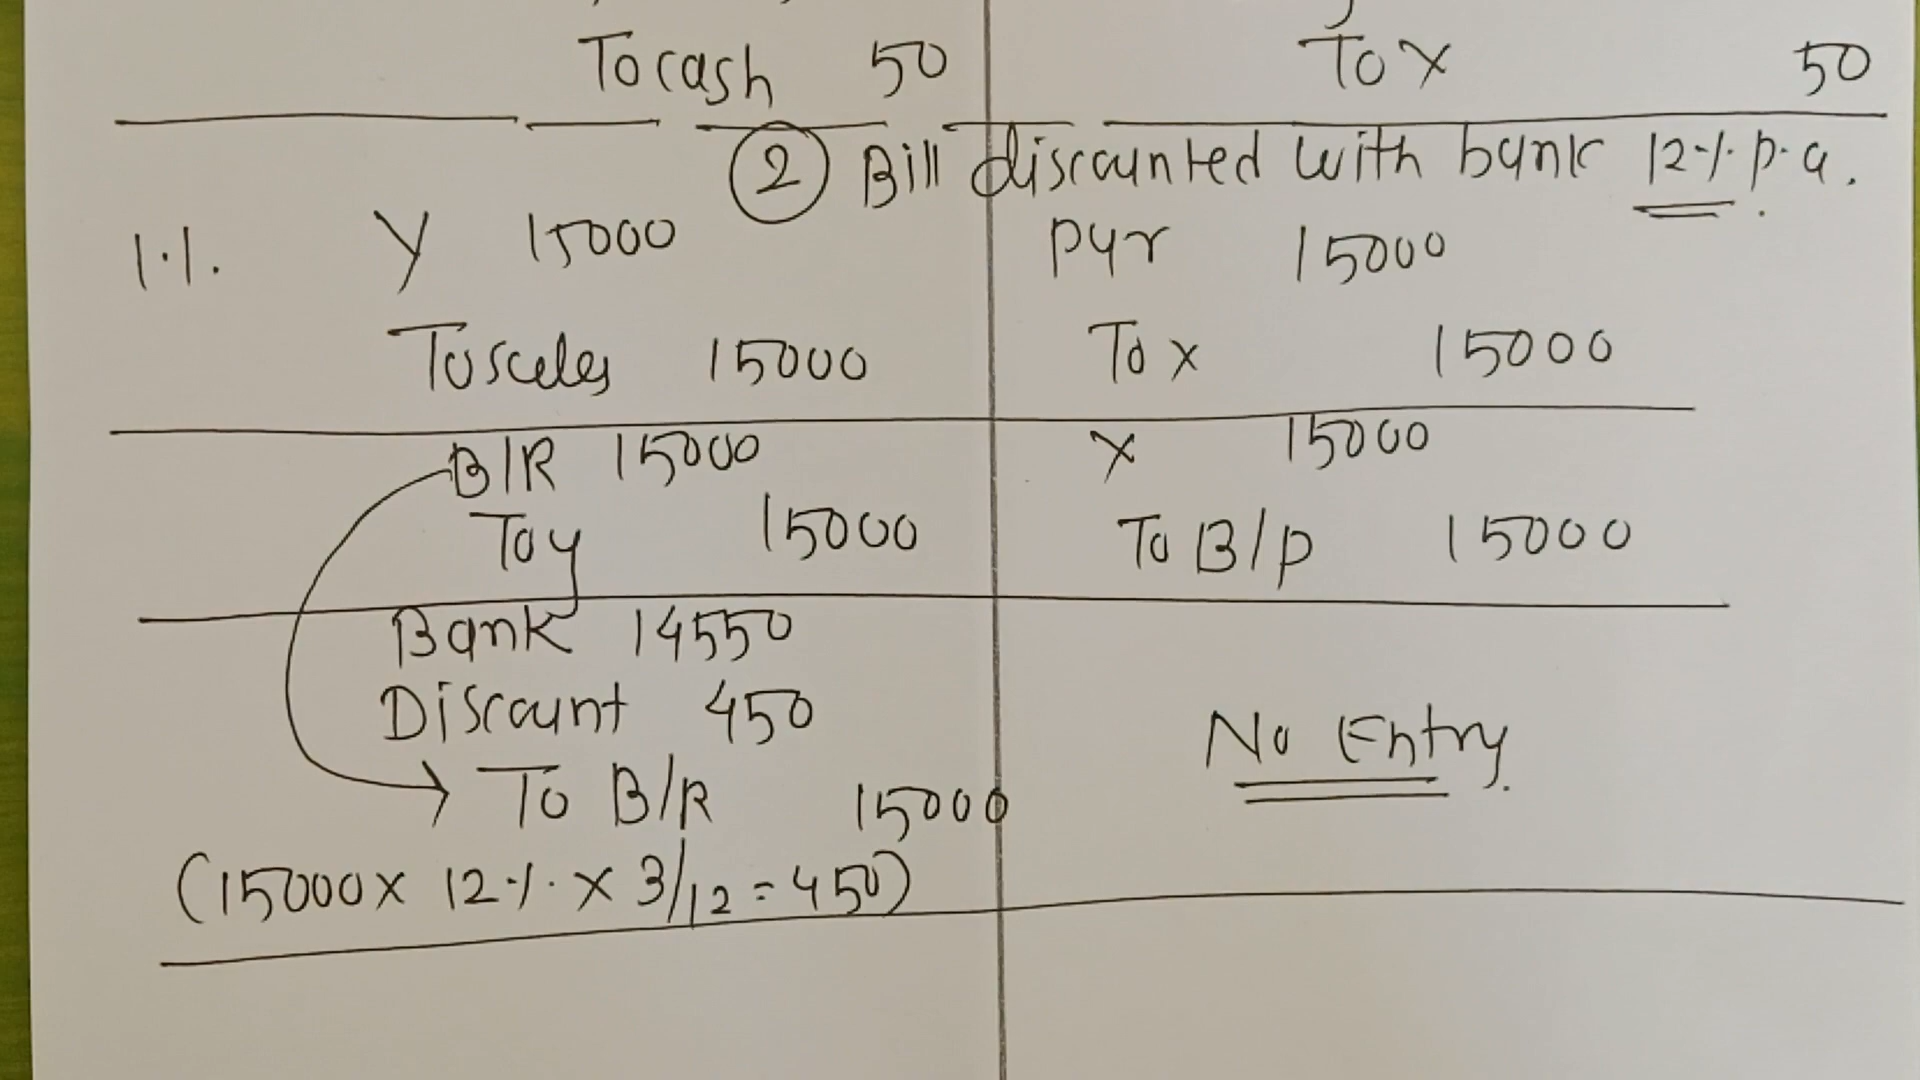 To cash 50
To X 50
② Bill discounted with bank 12% p.a.
1.1. Y 15000
Pur 15000
To sales 15000
To X 15000
B/R 15000
X 15000
To y 15000
To B/P 15000
Bank 14550
Discount 450
No Entry.
To B/R 15000
(15000 x 12% x 3/12 = 450)